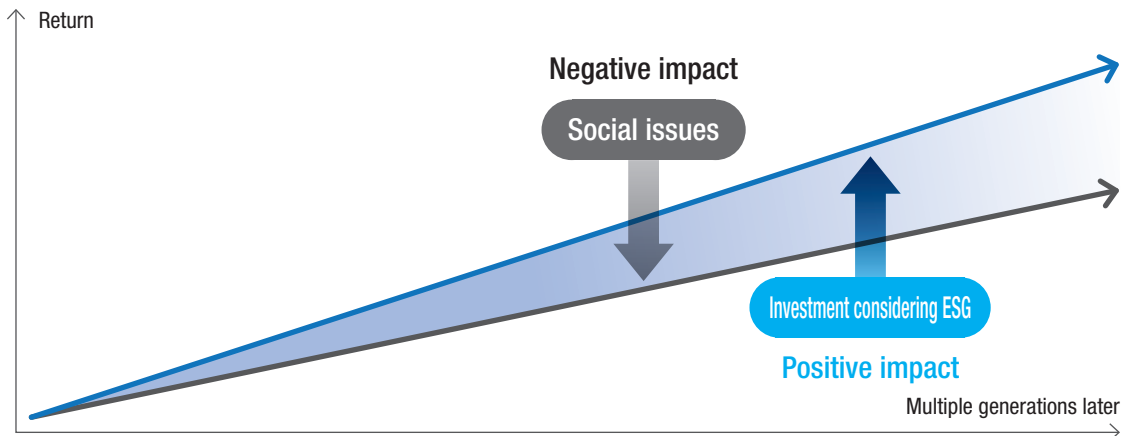 Return
Negative impact
Social issues
Investment considering ESG
Positive impact
Multiple generations later